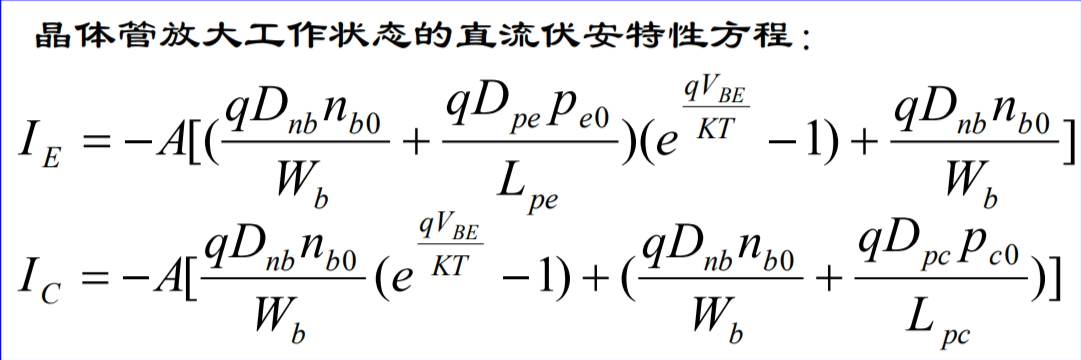 晶体管放大工作状态的直流伏安特性方程:
I_E = -A[(\frac{qD_{nb}n_{b0}}{W_b} + \frac{qD_{pe}p_{e0}}{L_{pe}})(e^{\frac{qV_{BE}}{KT}} - 1) + \frac{qD_{nb}n_{b0}}{W_b}]
I_C = -A[\frac{qD_{nb}n_{b0}}{W_b}(e^{\frac{qV_{BE}}{KT}} - 1) + (\frac{qD_{nb}n_{b0}}{W_b} + \frac{qD_{pc}p_{c0}}{L_{pc}})]